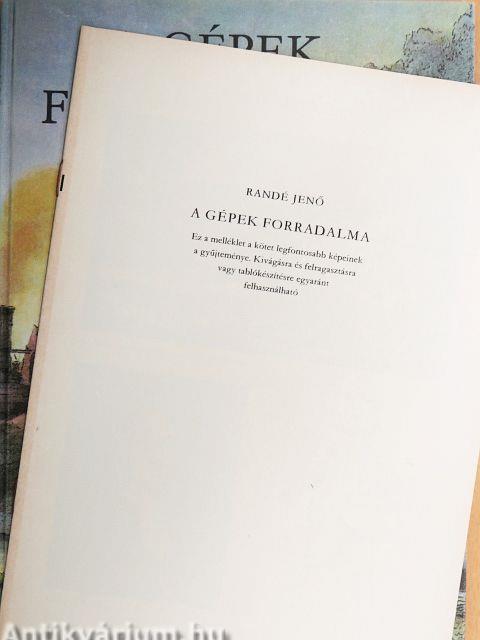 GÉPEK
F
RANDÉ JENŐ
A GÉPEK FORRADALMA
Ez a melléklet a kötet legfontosabb képeinek
a gyűjteménye. Kivágásra és felragasztásra
vagy tablókészítésre egyaránt
felhasználható
Antikvárium.hu